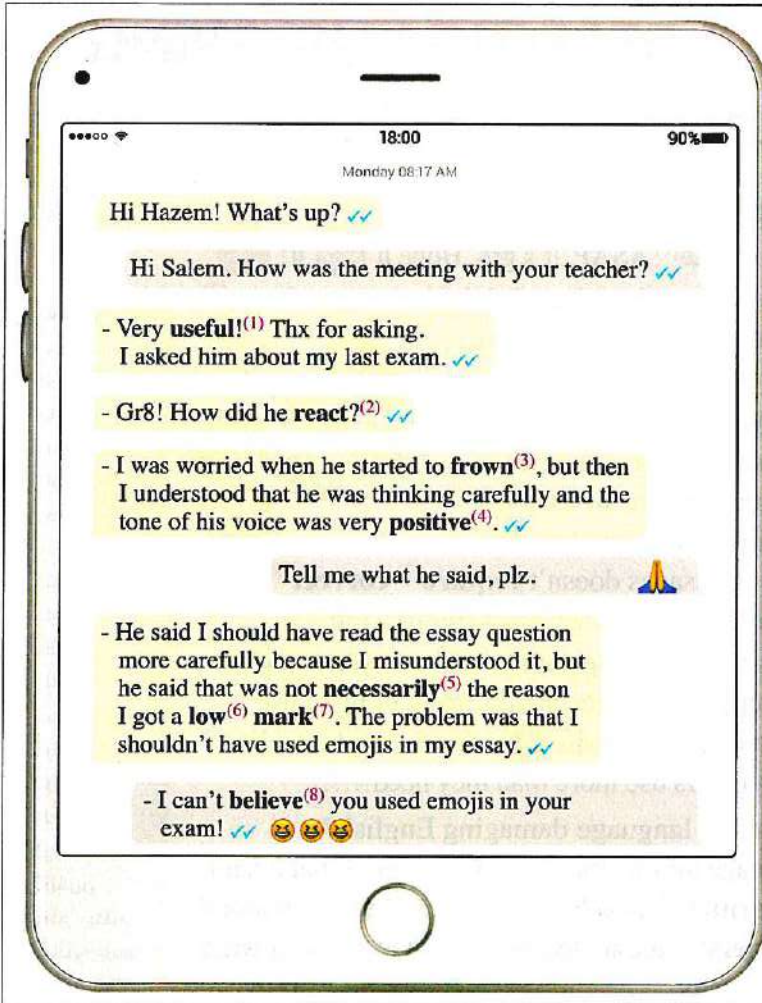 18:00
90%
Monday 08:17 AM
Hi Hazem! What's up? ✓✓
Hi Salem. How was the meeting with your teacher? ✓✓
- Very useful!(1) Thx for asking.
I asked him about my last exam. ✓✓
- Gr8! How did he react?(2) ✓✓
- I was worried when he started to frown(3), but then
I understood that he was thinking carefully and the
tone of his voice was very positive(4). ✓✓
Tell me what he said, plz. 🙏
- He said I should have read the essay question
more carefully because I misunderstood it, but
he said that was not necessarily(5) the reason
I got a low(6) mark(7). The problem was that I
shouldn't have used emojis in my essay. ✓✓
- I can't believe(8) you used emojis in your
exam! ✓✓ 😆😆😆